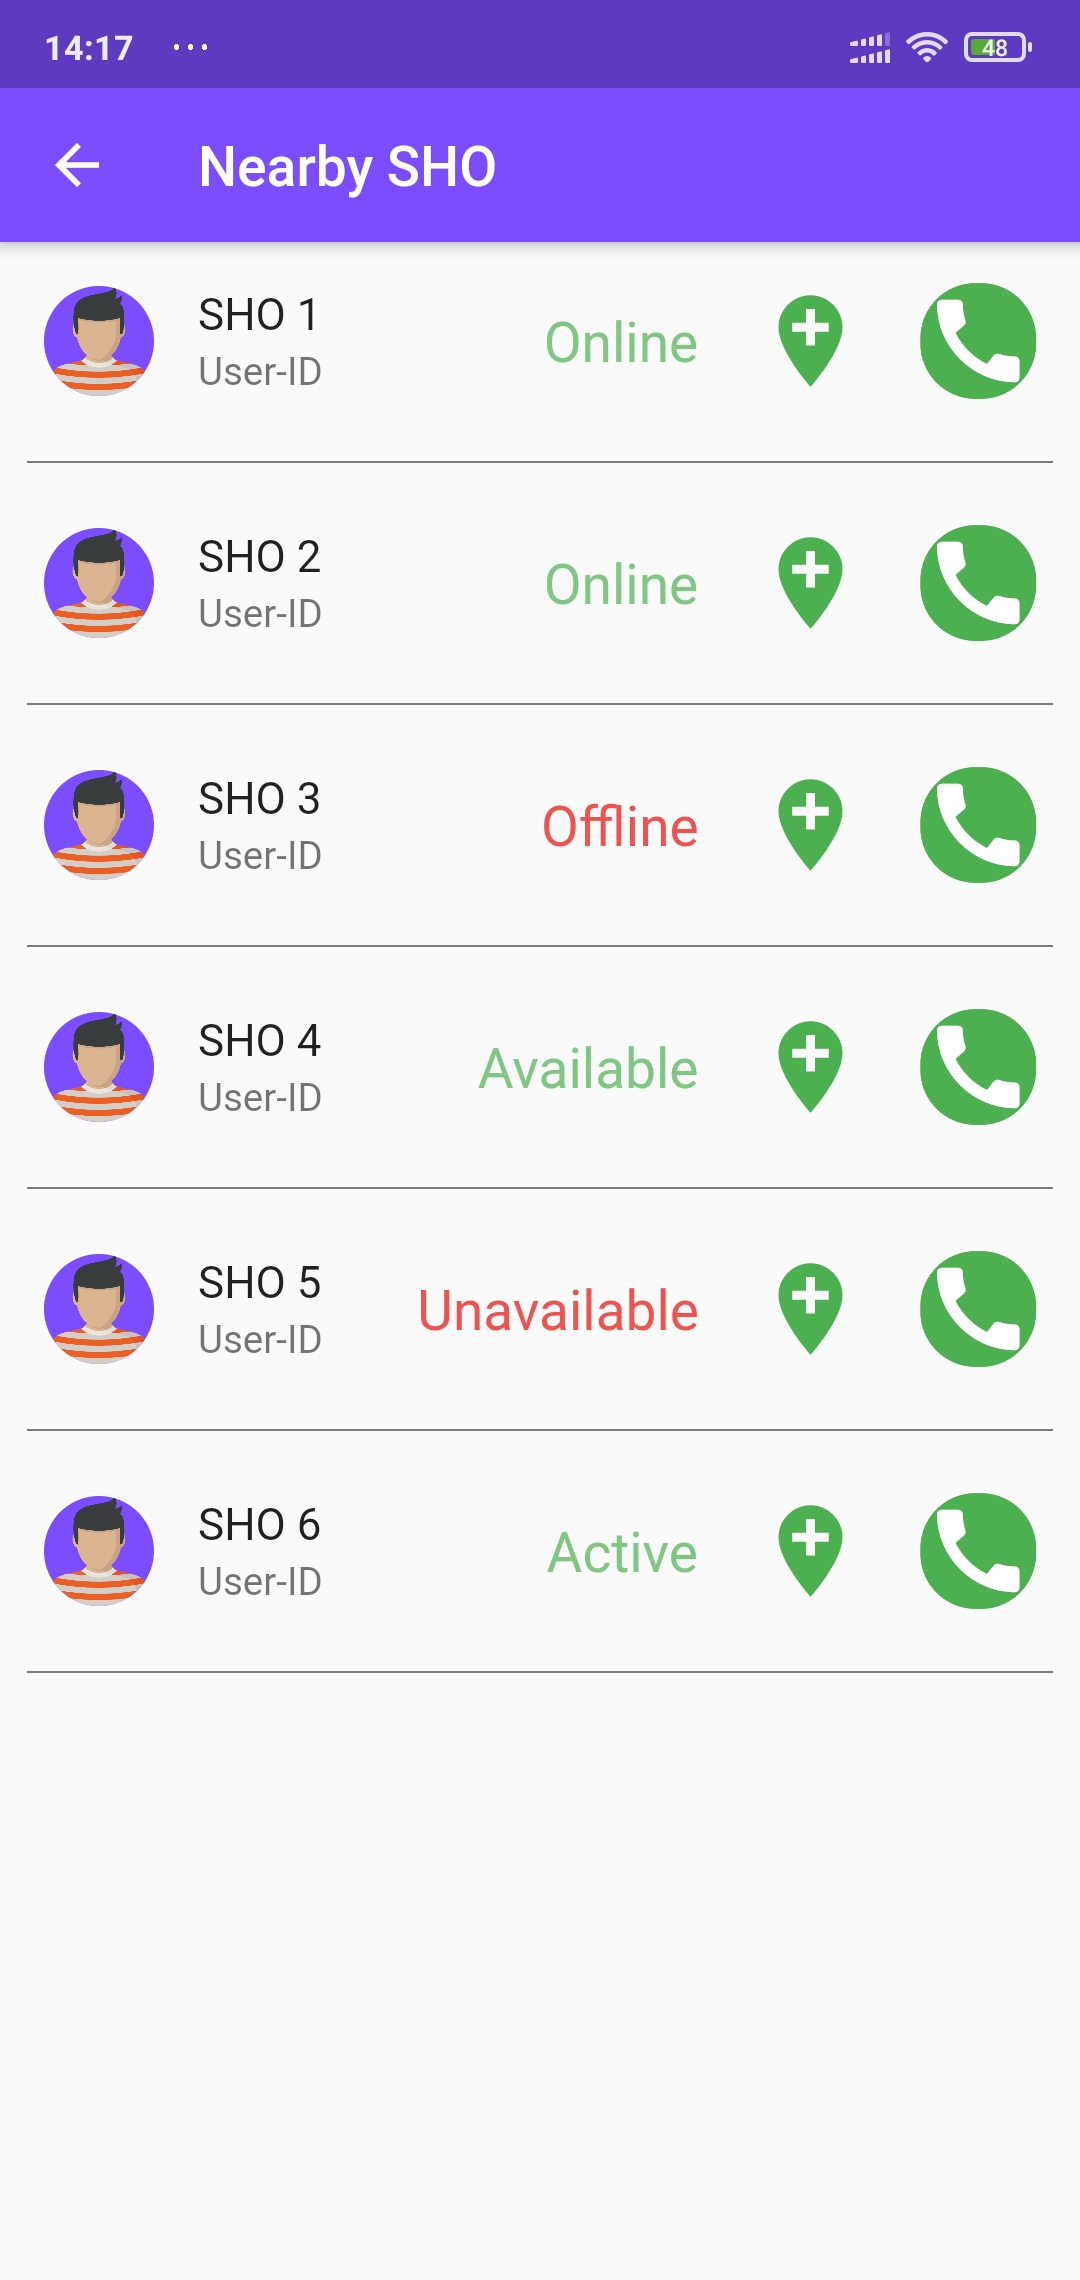 14:17 ... 48
Nearby SHO
SHO 1
User-ID
Online
SHO 2
User-ID
Online
SHO 3
User-ID
Offline
SHO 4
User-ID
Available
SHO 5
User-ID
Unavailable
SHO 6
User-ID
Active